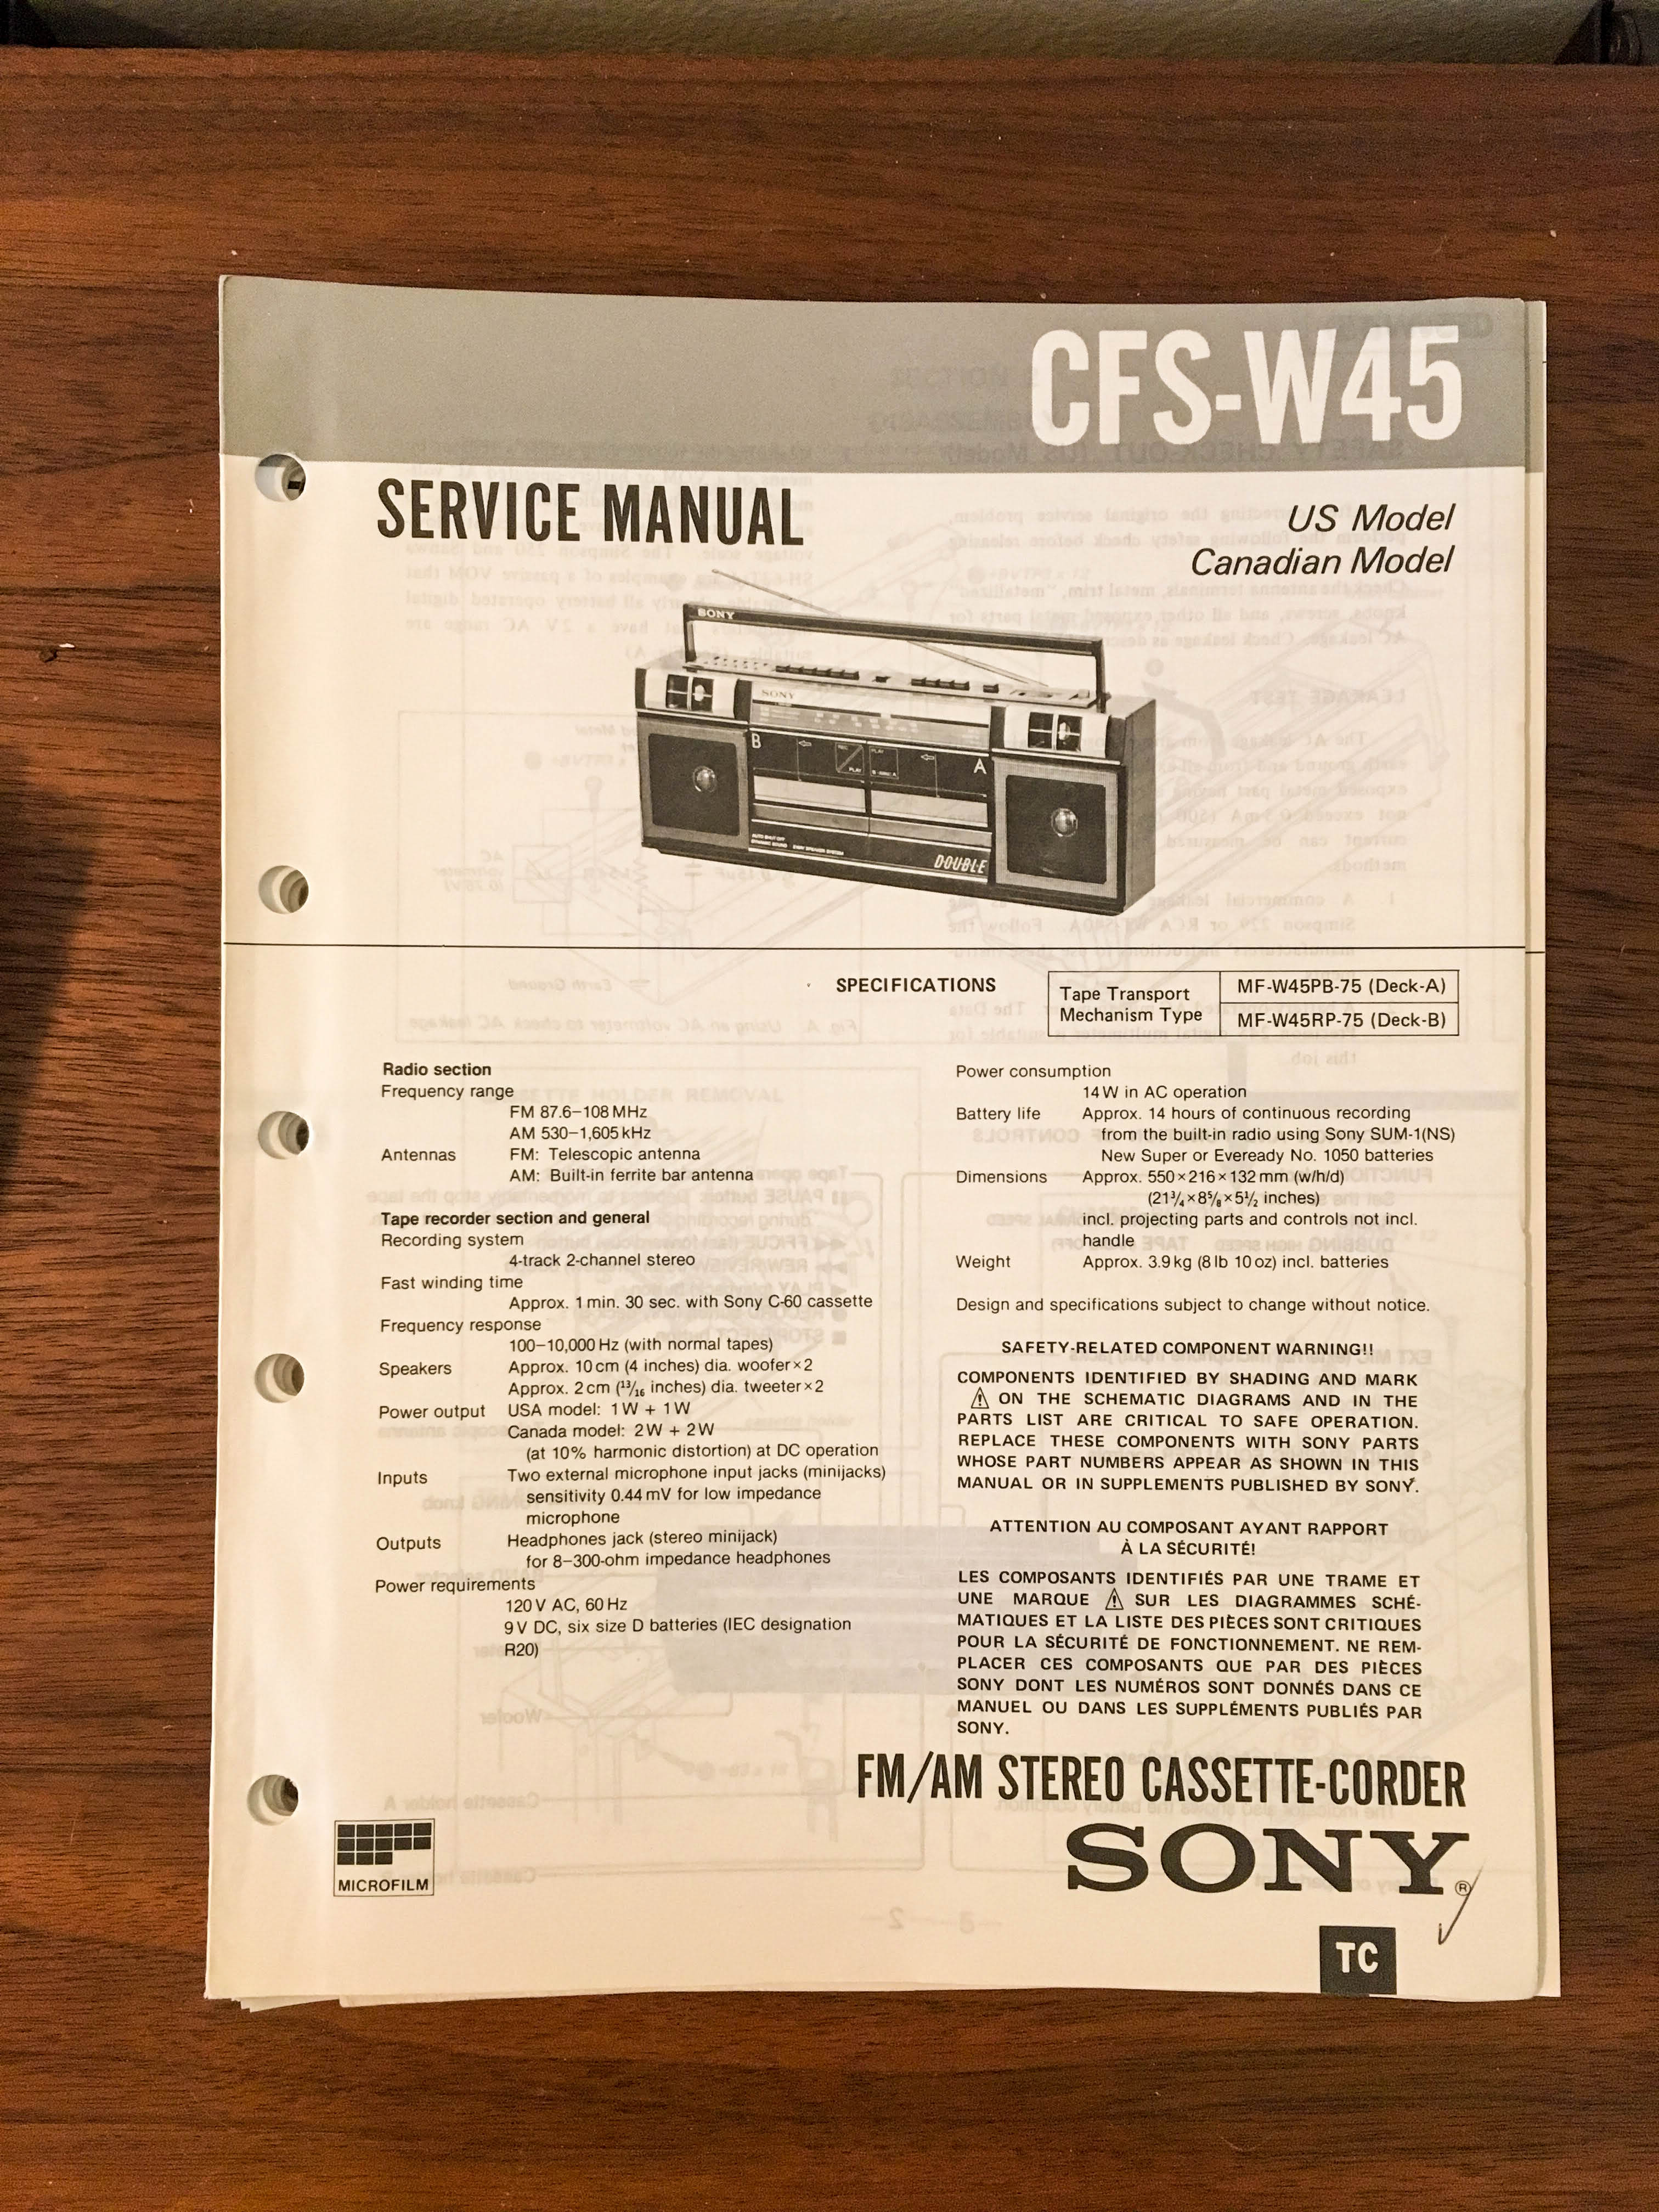 CFS-W45
SERVICE MANUAL
US Model
Canadian Model
SONY
SONY
B
A
REC
PLAY
PLAY
AUTO SHUT OFF
DOUBLE
SPECIFICATIONS
Tape Transport
Mechanism Type
MF-W45PB-75 (Deck-A)
MF-W45RP-75 (Deck-B)
Radio section
Frequency range
FM 87.6–108 MHz
AM 530–1,605 kHz
Antennas FM: Telescopic antenna
AM: Built-in ferrite bar antenna
Tape recorder section and general
Recording system
4-track 2-channel stereo
Fast winding time
Approx. 1 min. 30 sec. with Sony C-60 cassette
Frequency response
100–10,000 Hz (with normal tapes)
Speakers Approx. 10 cm (4 inches) dia. woofer×2
Approx. 2 cm (13/16 inches) dia. tweeter×2
Power output USA model: 1 W + 1 W
Canada model: 2 W + 2 W
(at 10% harmonic distortion) at DC operation
Inputs Two external microphone input jacks (minijacks)
sensitivity 0.44 mV for low impedance
microphone
Outputs Headphones jack (stereo minijack)
for 8–300-ohm impedance headphones
Power requirements
120 V AC, 60 Hz
9 V DC, six size D batteries (IEC designation
R20)
Power consumption
14 W in AC operation
Battery life Approx. 14 hours of continuous recording
from the built-in radio using Sony SUM-1(NS)
New Super or Eveready No. 1050 batteries
Dimensions Approx. 550×216×132 mm (w/h/d)
(21 3/4×8 5/8×5 1/2 inches)
incl. projecting parts and controls not incl.
handle
Weight Approx. 3.9 kg (8 lb 10 oz) incl. batteries
Design and specifications subject to change without notice.
SAFETY-RELATED COMPONENT WARNING!!
COMPONENTS IDENTIFIED BY SHADING AND MARK
⚠ ON THE SCHEMATIC DIAGRAMS AND IN THE
PARTS LIST ARE CRITICAL TO SAFE OPERATION.
REPLACE THESE COMPONENTS WITH SONY PARTS
WHOSE PART NUMBERS APPEAR AS SHOWN IN THIS
MANUAL OR IN SUPPLEMENTS PUBLISHED BY SONY.
ATTENTION AU COMPOSANT AYANT RAPPORT
À LA SÉCURITÉ!
LES COMPOSANTS IDENTIFIÉS PAR UNE TRAME ET
UNE MARQUE ⚠ SUR LES DIAGRAMMES SCHÉ-
MATIQUES ET LA LISTE DES PIÈCES SONT CRITIQUES
POUR LA SÉCURITÉ DE FONCTIONNEMENT. NE REM-
PLACER CES COMPOSANTS QUE PAR DES PIÈCES
SONY DONT LES NUMÉROS SONT DONNÉS DANS CE
MANUEL OU DANS LES SUPPLÉMENTS PUBLIÉS PAR
SONY.
FM/AM STEREO CASSETTE-CORDER
SONY®
MICROFILM
TC